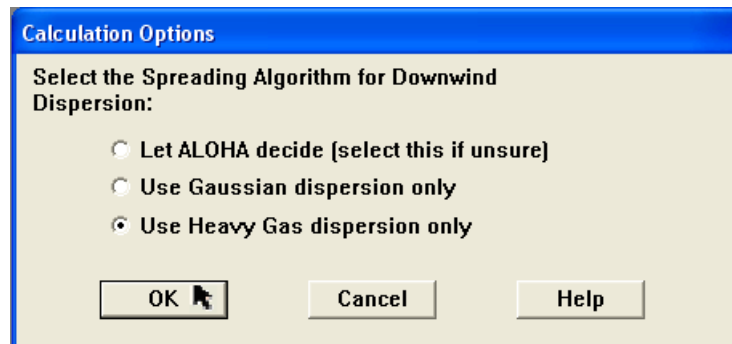 Calculation Options
Select the Spreading Algorithm for Downwind
Dispersion:
Let ALOHA decide (select this if unsure)
Use Gaussian dispersion only
Use Heavy Gas dispersion only
OK Cancel Help